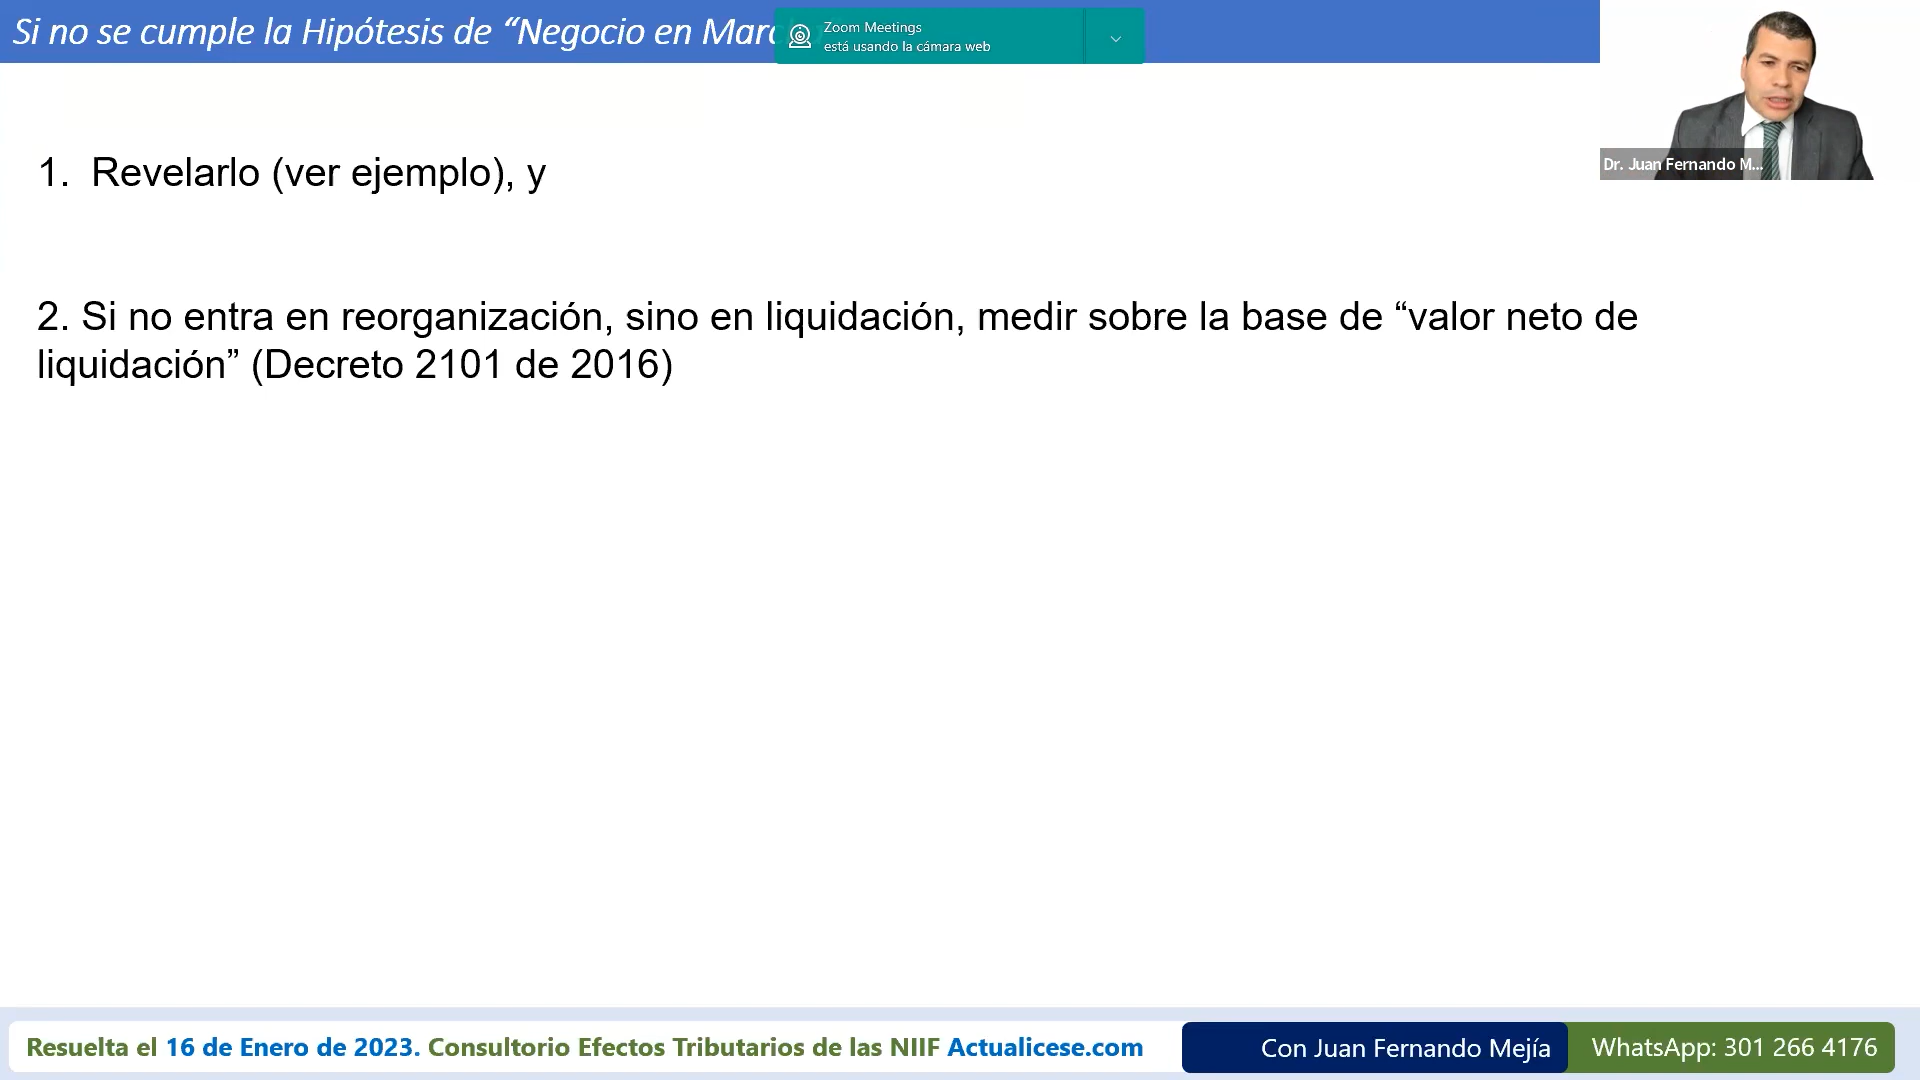 Si no se cumple la Hipótesis de “Negocio en Marc
Zoom Meetings
está usando la cámara web
Dr. Juan Fernando M...
1. Revelarlo (ver ejemplo), y
2. Si no entra en reorganización, sino en liquidación, medir sobre la base de “valor neto de
liquidación” (Decreto 2101 de 2016)
Resuelta el 16 de Enero de 2023. Consultorio Efectos Tributarios de las NIIF Actualicese.com
Con Juan Fernando Mejía
WhatsApp: 301 266 4176